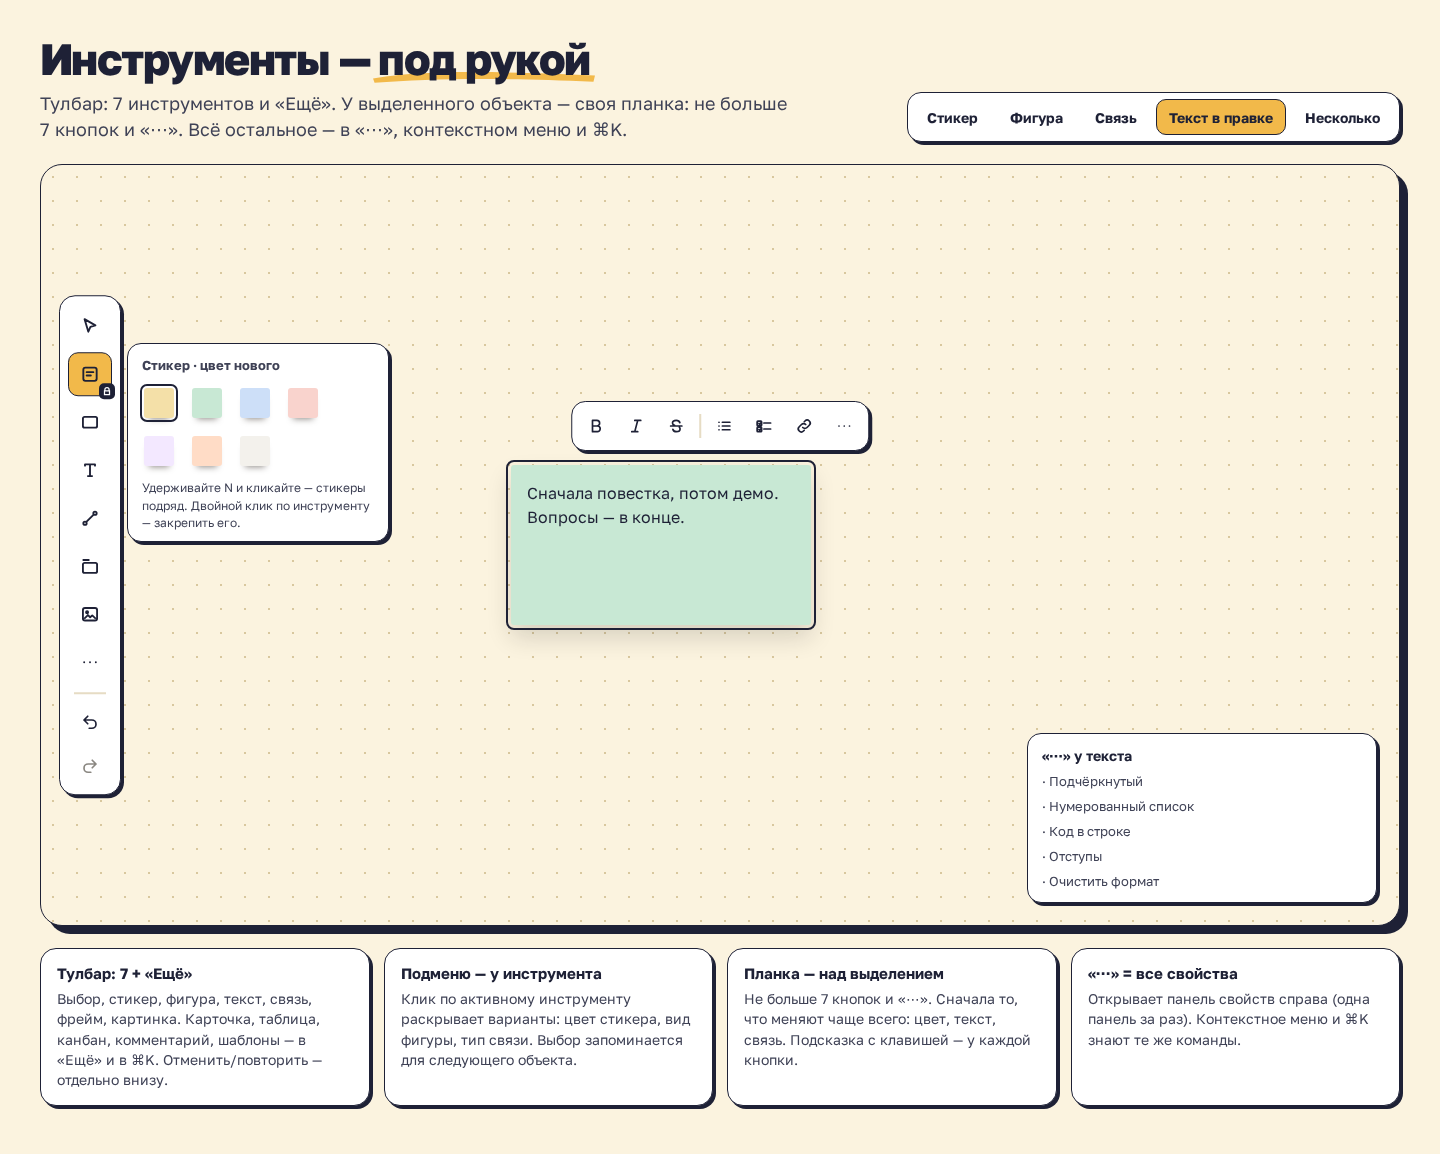 Инструменты — под рукой
Тулбар: 7 инструментов и «Ещё». У выделенного объекта — своя планка: не больше
7 кнопок и «⋯». Всё остальное — в «⋯», контекстном меню и ⌘K.
Стикер
Фигура
Связь
Текст в правке
Несколько
Стикер · цвет нового
Удерживайте N и кликайте — стикеры
подряд. Двойной клик по инструменту
— закрепить его.
B I S
Сначала повестка, потом демо.
Вопросы — в конце.
«⋯» у текста
· Подчёркнутый
· Нумерованный список
· Код в строке
· Отступы
· Очистить формат
Тулбар: 7 + «Ещё»
Выбор, стикер, фигура, текст, связь,
фрейм, картинка. Карточка, таблица,
канбан, комментарий, шаблоны — в
«Ещё» и в ⌘K. Отменить/повторить —
отдельно внизу.
Подменю — у инструмента
Клик по активному инструменту
раскрывает варианты: цвет стикера, вид
фигуры, тип связи. Выбор запоминается
для следующего объекта.
Планка — над выделением
Не больше 7 кнопок и «⋯». Сначала то,
что меняют чаще всего: цвет, текст,
связь. Подсказка с клавишей — у каждой
кнопки.
«⋯» = все свойства
Открывает панель свойств справа (одна
панель за раз). Контекстное меню и ⌘K
знают те же команды.